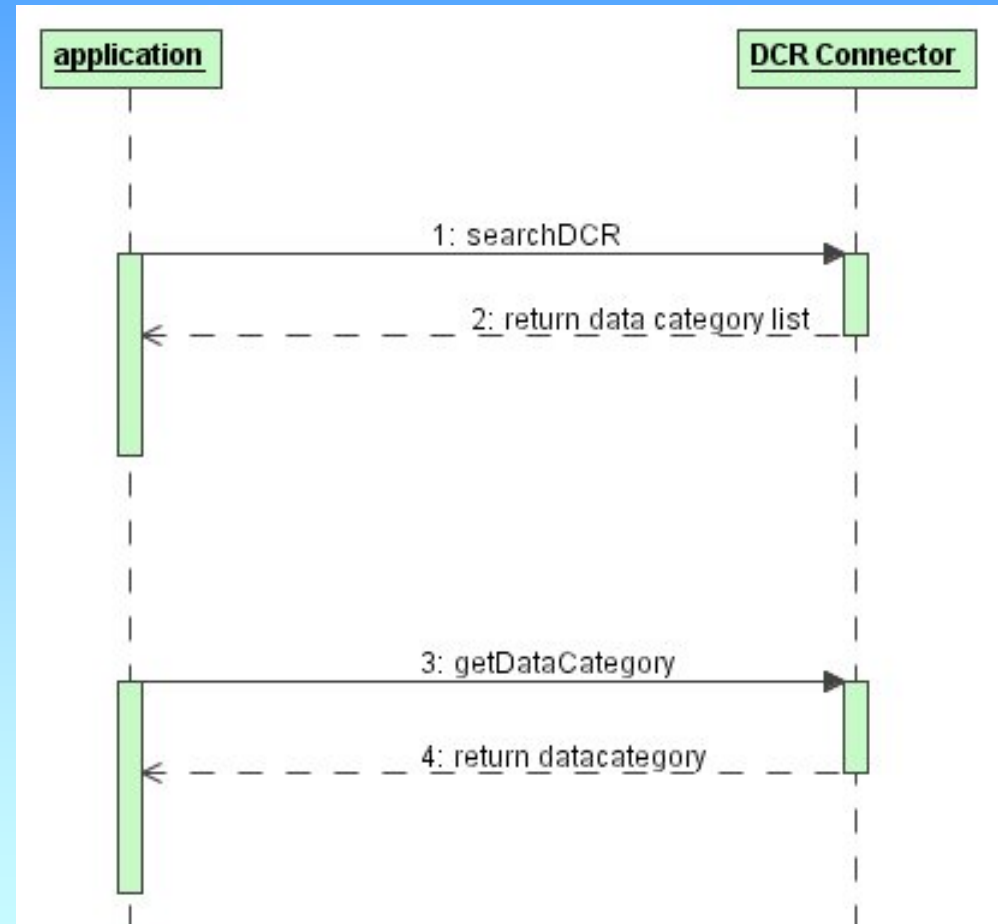 application
DCR Connector
1: searchDCR
2: return data category list
3: getDataCategory
4: return datacategory